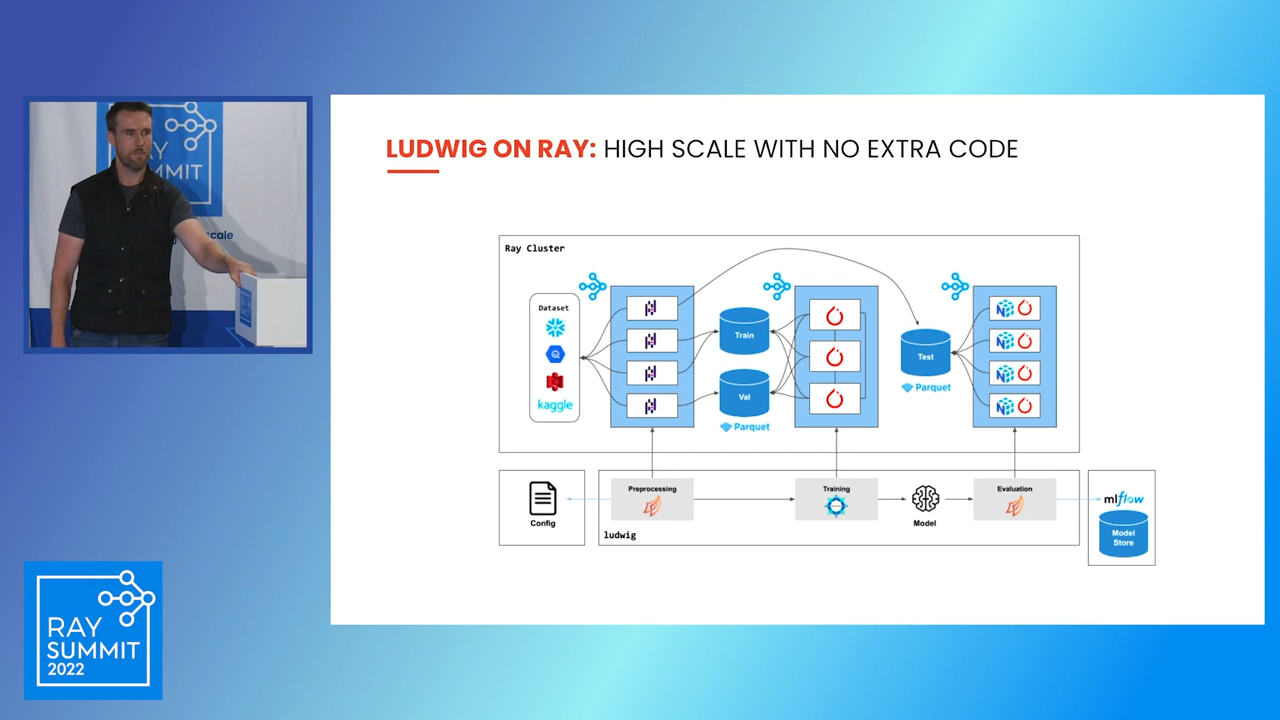 RAY
SUMMIT
scale
LUDWIG ON RAY: HIGH SCALE WITH NO EXTRA CODE
Ray Cluster
Dataset
kaggle
Train
Val
Parquet
Test
Parquet
Config
Preprocessing
Training
Model
Evaluation
ludwig
mlflow
Model
Store
RAY
SUMMIT
2022